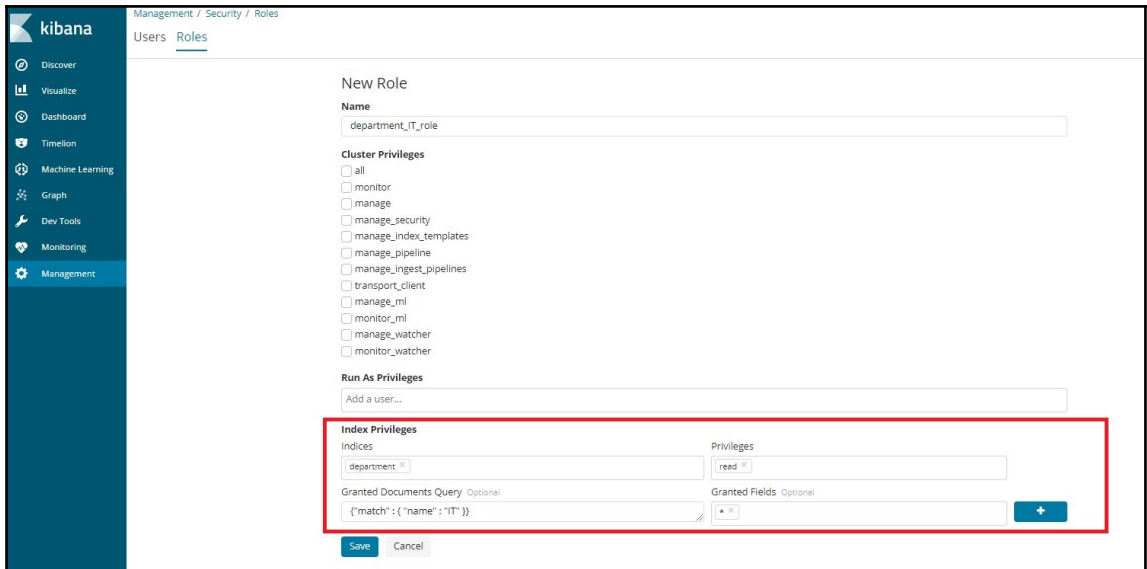 Management / Security / Roles
kibana
Users Roles
Discover
Visualize
Dashboard
Timelion
Machine Learning
Graph
Dev Tools
Monitoring
Management
New Role
Name
department_IT_role
Cluster Privileges
all
monitor
manage
manage_security
manage_index_templates
manage_pipeline
manage_ingest_pipelines
transport_client
manage_ml
monitor_ml
manage_watcher
monitor_watcher
Run As Privileges
Add a user...
Index Privileges
Indices Privileges
department × read ×
Granted Documents Query Optional Granted Fields Optional
{"match" : { "name" : "IT" }} * × +
Save Cancel